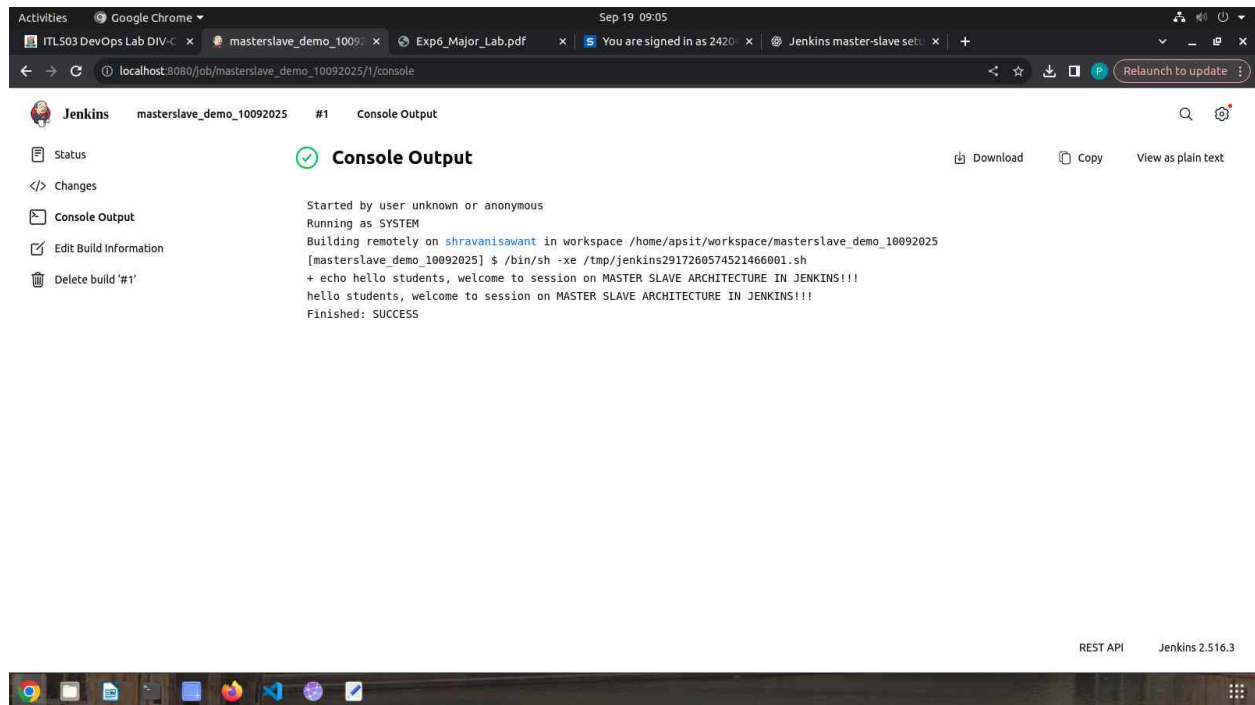 Activities Google Chrome Sep 19 09:05
ITL503 DevOps Lab DIV-C masterslave_demo_1009 Exp6_Major_Lab.pdf You are signed in as 2420 Jenkins master-slave setu
localhost:8080/job/masterslave_demo_10092025/1/console Relaunch to update
P
Jenkins masterslave_demo_10092025 #1 Console Output
Status
Console Output
Download Copy View as plain text
Changes
Console Output
Edit Build Information
Delete build ‘#1’
Started by user unknown or anonymous
Running as SYSTEM
Building remotely on shravanisawant in workspace /home/apsit/workspace/masterslave_demo_10092025
[masterslave_demo_10092025] $ /bin/sh -xe /tmp/jenkins2917260574521466001.sh
+ echo hello students, welcome to session on MASTER SLAVE ARCHITECTURE IN JENKINS!!!
hello students, welcome to session on MASTER SLAVE ARCHITECTURE IN JENKINS!!!
Finished: SUCCESS
REST API Jenkins 2.516.3